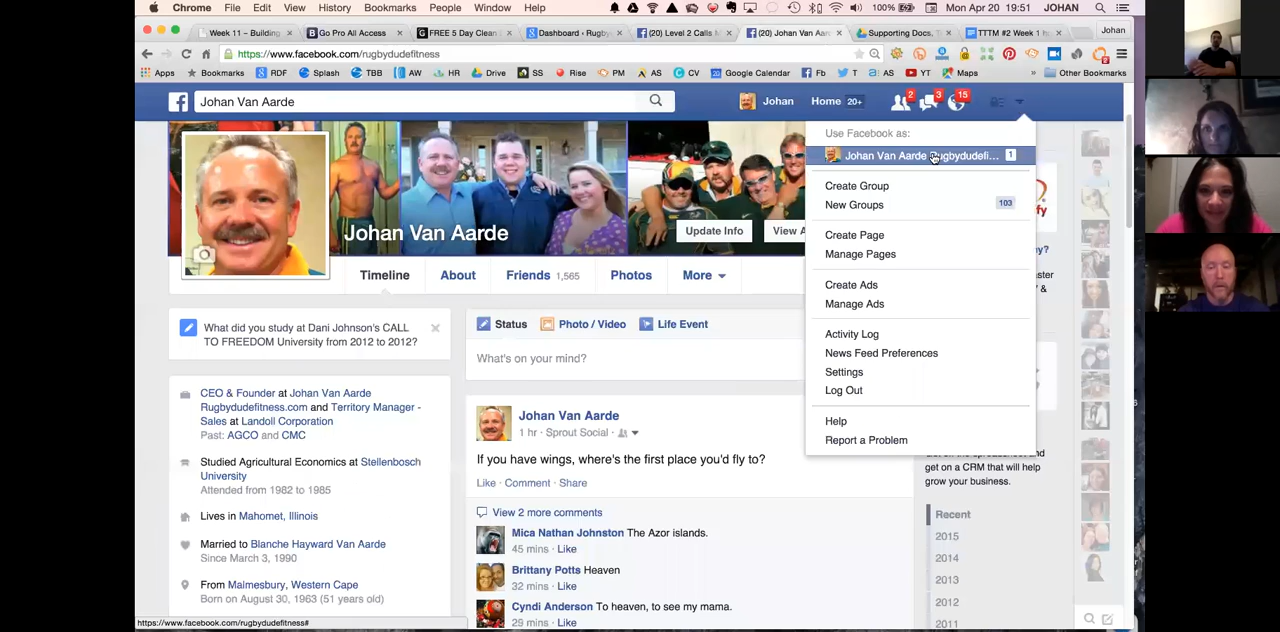 Chrome File Edit View History Bookmarks People Window Help 100% Mon Apr 20 19:51 JOHAN
Week 11 – Building Go Pro All Access FREE 5 Day Clean Dashboard ‹ Rugby (20) Level 2 Calls M (20) Johan Van Aarde Supporting Docs, T TTTM #2 Week 1 h Johan
https://www.facebook.com/rugbydudefitness
Apps Bookmarks RDF Splash TBB AW HR Drive SS Rise PM AS CV Google Calendar Fb T AS YT Maps » Other Bookmarks
Johan Van Aarde Johan Home 20+ 2 3 15
Use Facebook as:
Johan Van Aarde Rugbydudefi... 1
Create Group
New Groups 103
Create Page
Manage Pages
Create Ads
Manage Ads
Activity Log
News Feed Preferences
Settings
Log Out
Help
Report a Problem
Johan Van Aarde Update Info View A
Timeline About Friends 1,565 Photos More
What did you study at Dani Johnson's CALL
TO FREEDOM University from 2012 to 2012?
CEO & Founder at Johan Van Aarde
Rugbydudefitness.com and Territory Manager -
Sales at Landoll Corporation
Past: AGCO and CMC
Studied Agricultural Economics at Stellenbosch
University
Attended from 1982 to 1985
Lives in Mahomet, Illinois
Married to Blanche Hayward Van Aarde
Since March 3, 1990
From Malmesbury, Western Cape
Born on August 30, 1963 (51 years old)
https://www.facebook.com/rugbydudefitness#
Status Photo / Video Life Event
What's on your mind?
Johan Van Aarde
1 hr · Sprout Social ·
If you have wings, where's the first place you'd fly to?
Like · Comment · Share
View 2 more comments
Mica Nathan Johnston The Azor islands.
45 mins · Like
Brittany Potts Heaven
32 mins · Like
Cyndi Anderson To heaven, to see my mama.
29 mins · Like
get on a CRM that will help
grow your business.
Recent
2015
2014
2013
2012
2011